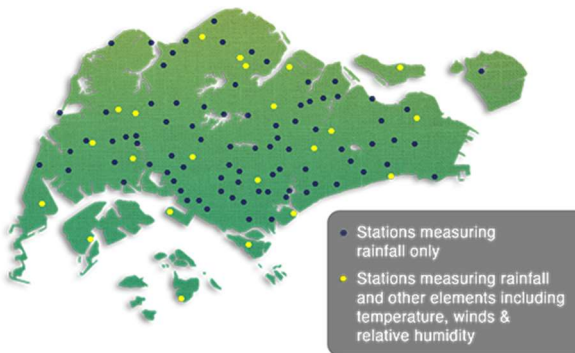 Stations measuring
rainfall only
Stations measuring rainfall
and other elements including
temperature, winds &
relative humidity